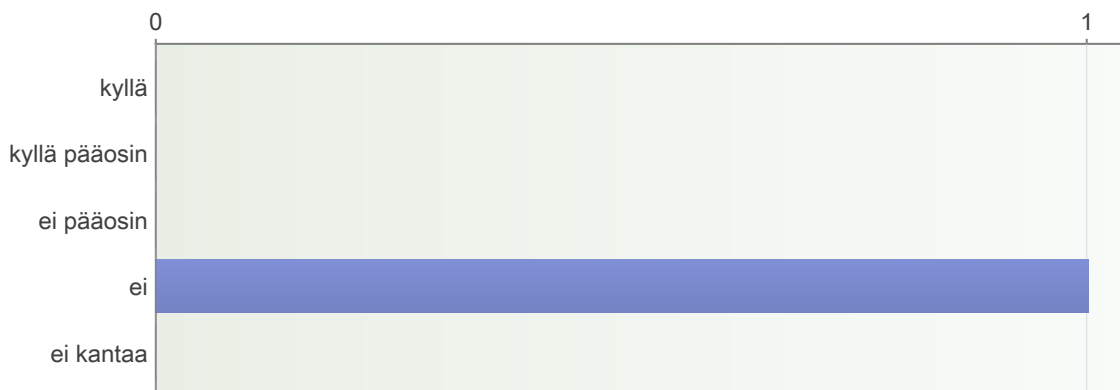 0 1
kyllä
kyllä pääosin
ei pääosin
ei
ei kantaa